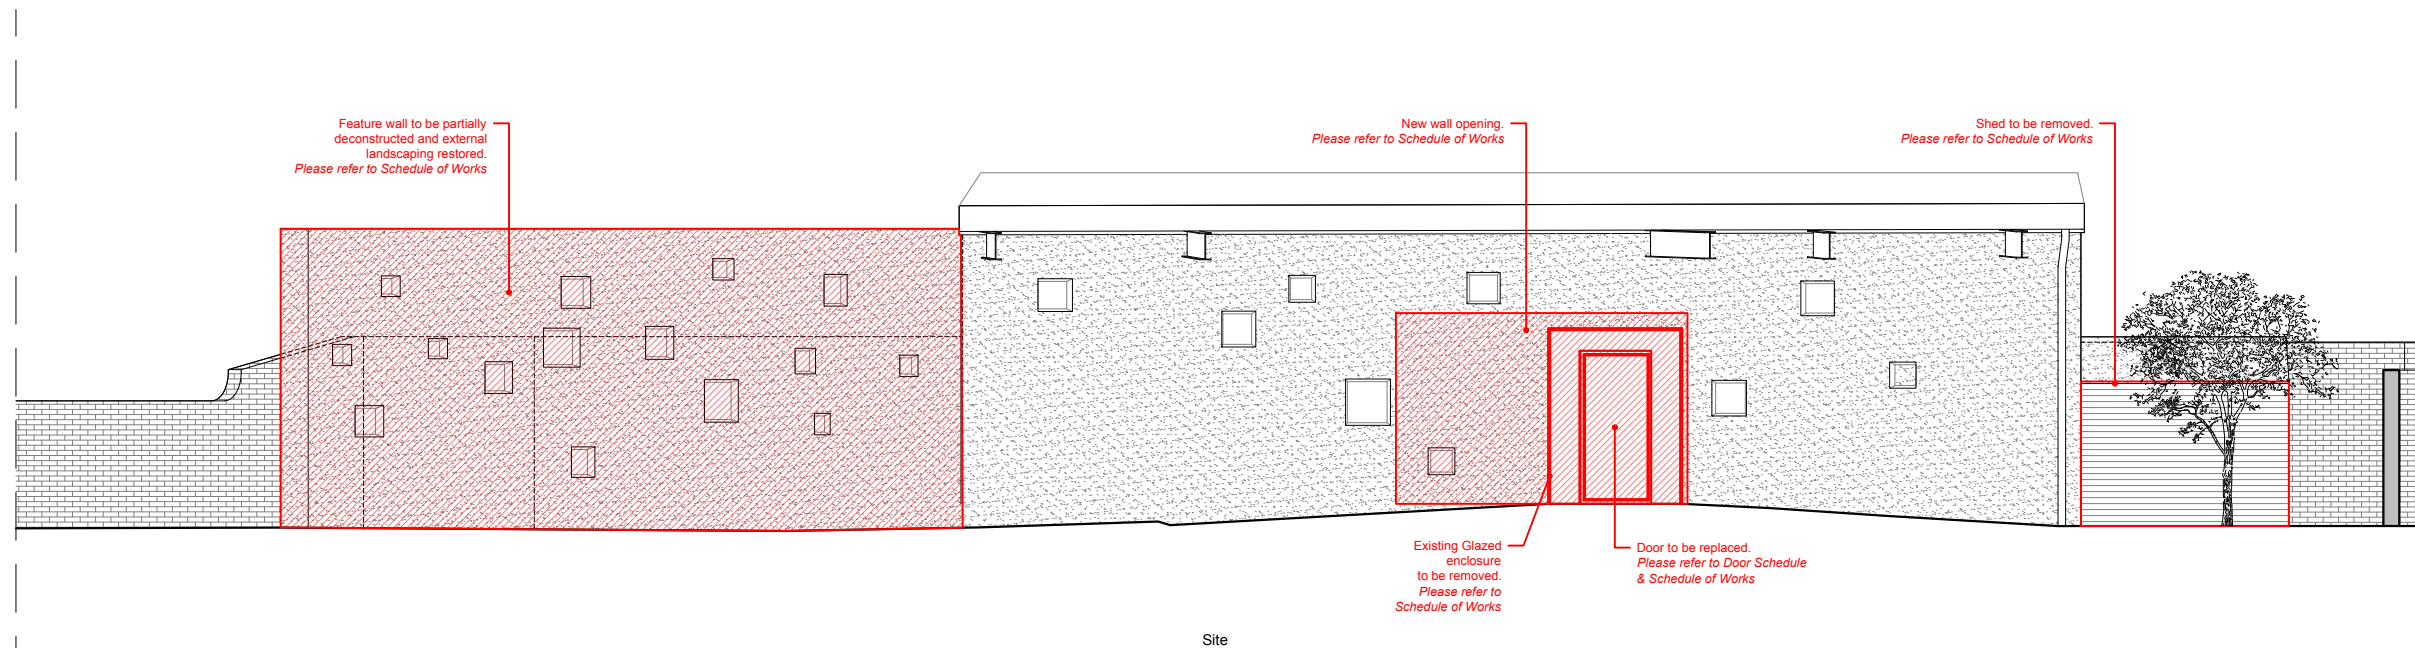 Feature wall to be partially
deconstructed and external
landscaping restored.
Please refer to Schedule of Works
New wall opening.
Please refer to Schedule of Works
Shed to be removed.
Please refer to Schedule of Works
Existing Glazed
enclosure
to be removed.
Please refer to
Schedule of Works
Door to be replaced.
Please refer to Door Schedule
& Schedule of Works
Site